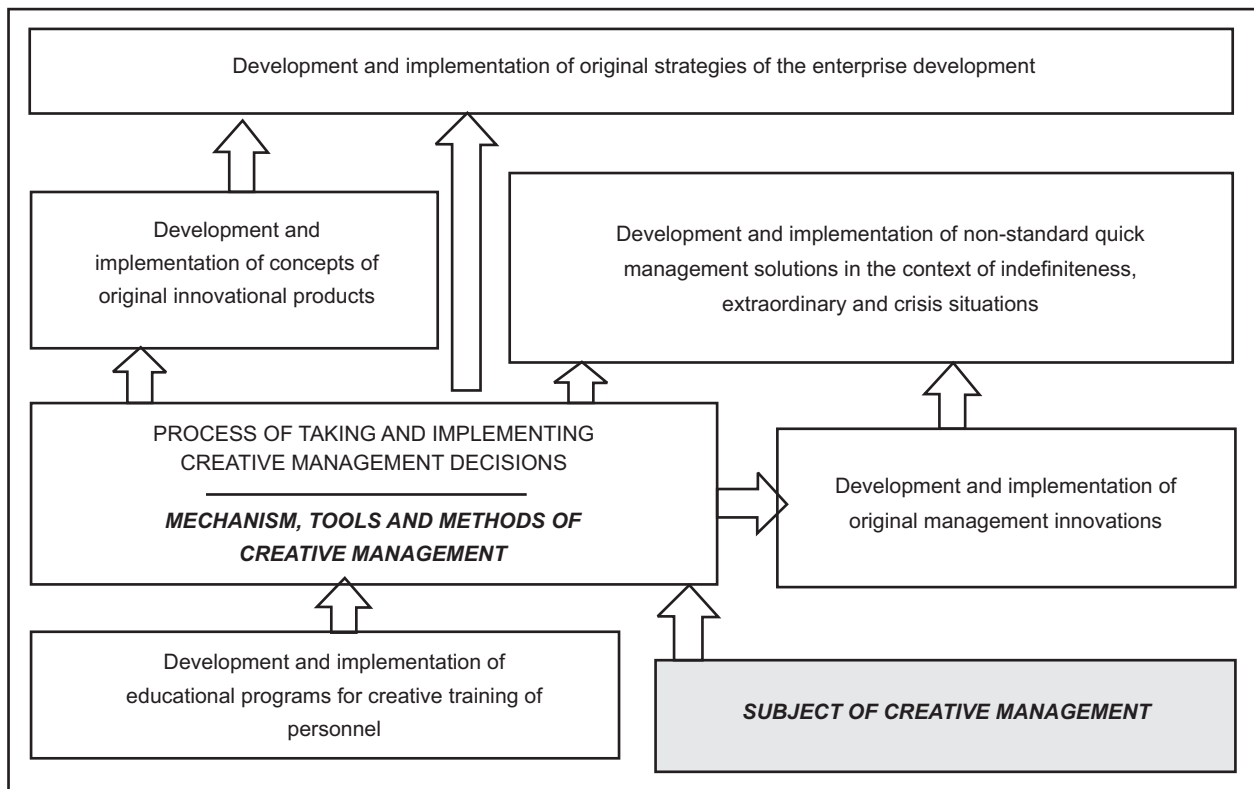 Development and implementation of original strategies of the enterprise development
Development and
implementation of concepts of
original innovational products
Development and implementation of non-standard quick
management solutions in the context of indefiniteness,
extraordinary and crisis situations
PROCESS OF TAKING AND IMPLEMENTING
CREATIVE MANAGEMENT DECISIONS
MECHANISM, TOOLS AND METHODS OF
CREATIVE MANAGEMENT
Development and implementation of
original management innovations
Development and implementation of
educational programs for creative training of
personnel
SUBJECT OF CREATIVE MANAGEMENT